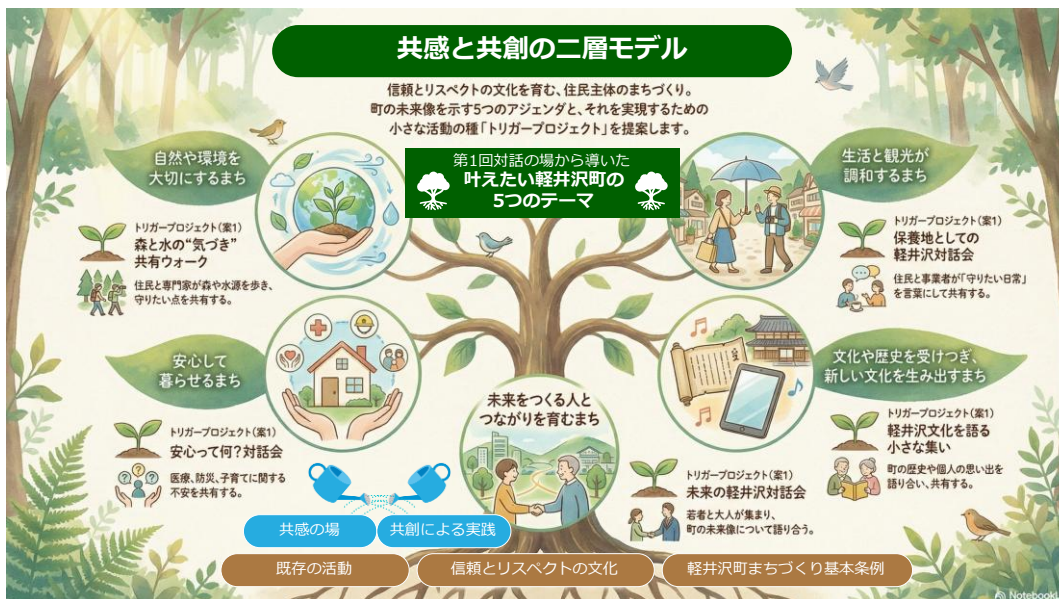 共感と共創の二層モデル
信頼とリスペクトの文化を育む、住民主体のまちづくり。
町の未来像を示す5つのアジェンダと、それを実現するための
小さな活動の種「トリガープロジェクト」を提案します。
第1回対話の場から導いた
叶えたい軽井沢町の
5つのテーマ
自然や環境を
大切にするまち
トリガープロジェクト(案1)
森と水の“気づき”
共有ウォーク
住民と専門家が森や水源を歩き、
守りたい点を共有する。
生活と観光が
調和するまち
トリガープロジェクト(案1)
保養地としての
軽井沢対話会
住民と事業者が「守りたい日常」
を言葉にして共有する。
安心して
暮らせるまち
トリガープロジェクト(案1)
安心って何?対話会
医療、防災、子育てに関する
不安を共有する。
文化や歴史を受けつぎ、
新しい文化を生み出すまち
トリガープロジェクト(案1)
軽井沢文化を語る
小さな集い
町の歴史や個人の思い出を
語り合い、共有する。
未来をつくる人と
つながりを育むまち
トリガープロジェクト(案1)
未来の軽井沢対話会
若者と大人が集まり、
町の未来像について語り合う。
共感の場
共創による実践
既存の活動
信頼とリスペクトの文化
軽井沢町まちづくり基本条例
Notebook